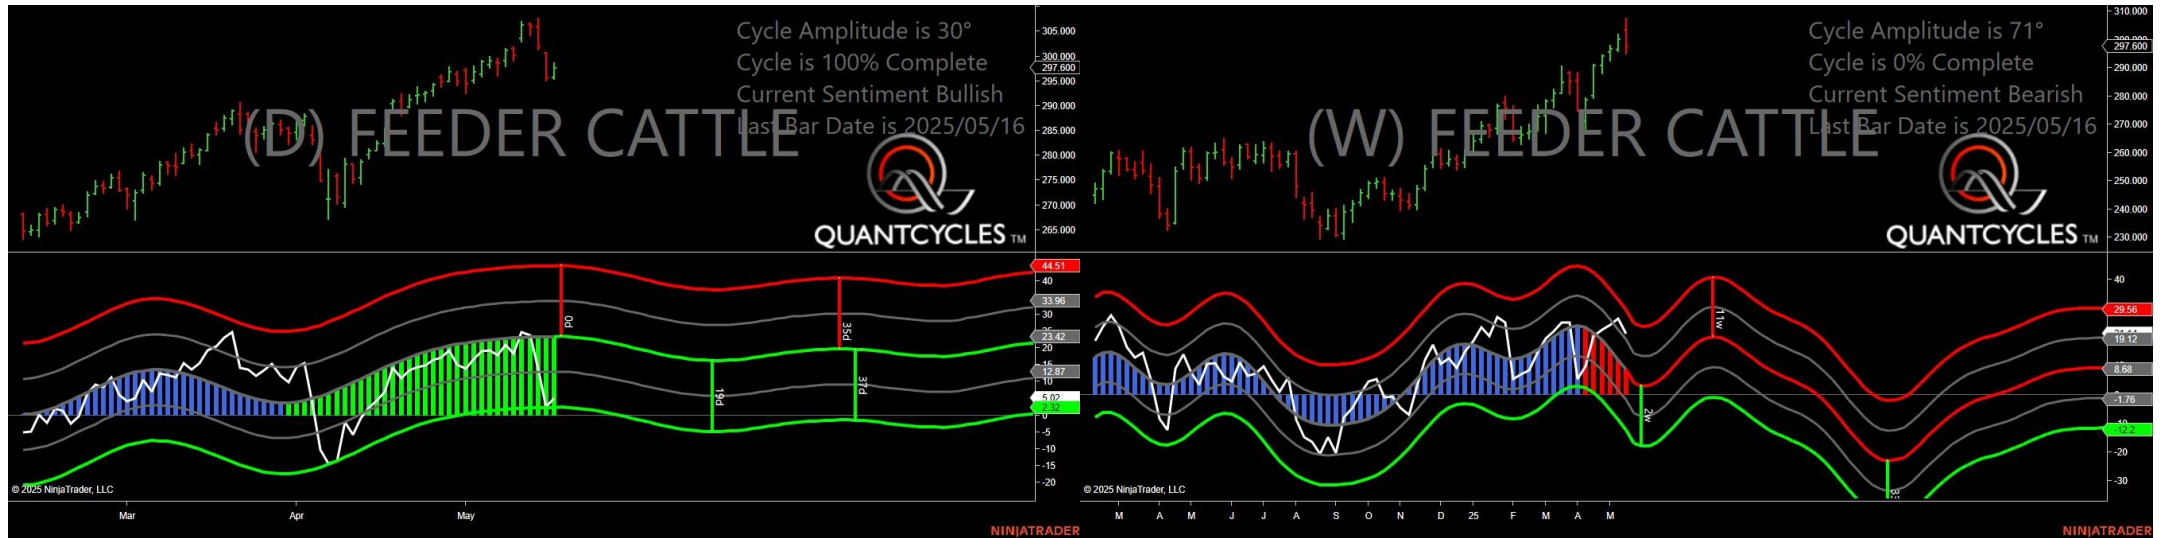 Cycle Amplitude is 30°
Cycle is 100% Complete
Current Sentiment Bullish
Last Bar Date is 2025/05/16
(D) FEEDER CATTLE
QUANTCYCLES TM
305.000
300.000
297.600
295.000
290.000
285.000
280.000
275.000
270.000
265.000
44.51
40
33.96
30
23.42
20
12.87
10
5.02
2.32
-5
-10
-15
-20
0d
19d
35d
37d
© 2025 NinjaTrader, LLC
Mar
Apr
May
NINJATRADER
Cycle Amplitude is 71°
Cycle is 0% Complete
Current Sentiment Bearish
Last Bar Date is 2025/05/16
(W) FEEDER CATTLE
QUANTCYCLES TM
310.000
297.600
290.000
280.000
270.000
260.000
250.000
240.000
230.000
40
29.56
19.12
8.68
-1.76
-12.2
-20
-30
2w
11w
© 2025 NinjaTrader, LLC
M
A
M
J
J
A
S
O
N
D
25
F
M
A
M
NINJATRADER